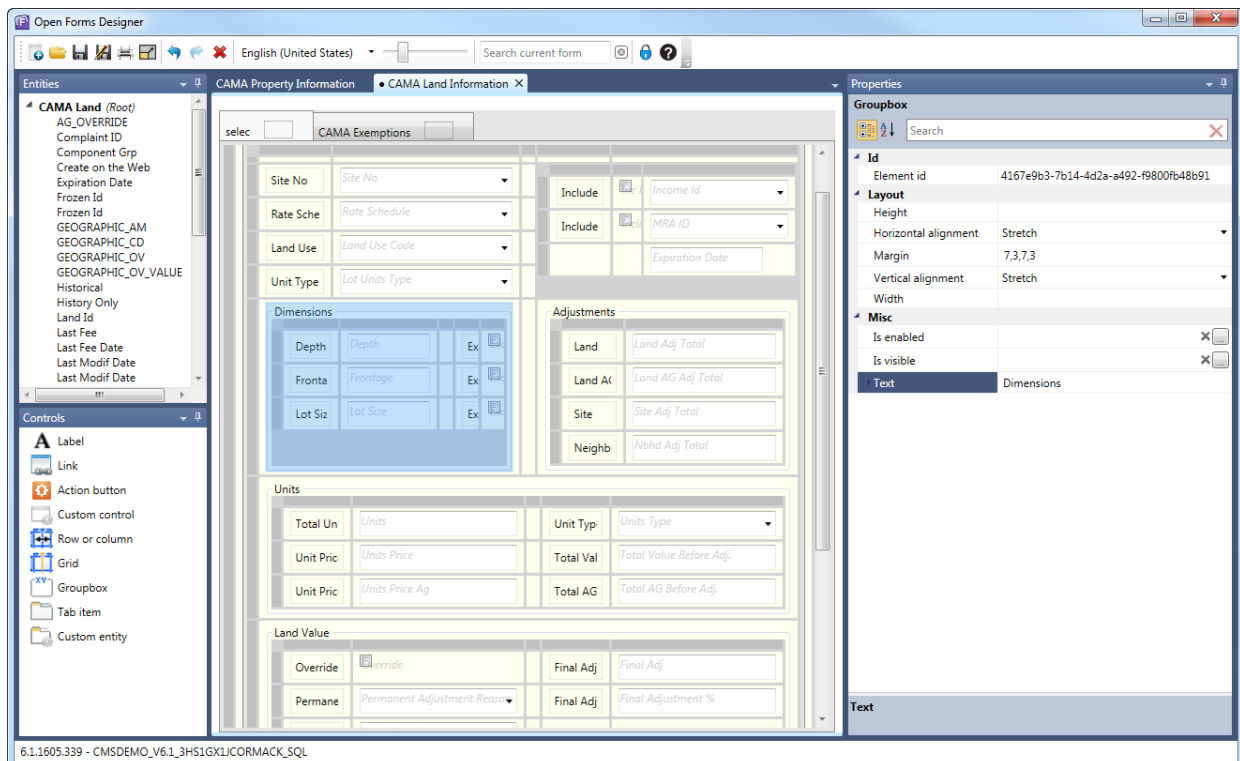 Open Forms Designer
English (United States)
Search current form
Entities
CAMA Land (Root)
AG_OVERRIDE
Complaint ID
Component Grp
Create on the Web
Expiration Date
Frozen Id
Frozen Id
GEOGRAPHIC_AM
GEOGRAPHIC_CD
GEOGRAPHIC_OV
GEOGRAPHIC_OV_VALUE
Historical
History Only
Land Id
Last Fee
Last Fee Date
Last Modif Date
Last Modif Date
Controls
Label
Link
Action button
Custom control
Row or column
Grid
Groupbox
Tab item
Custom entity
CAMA Property Information
• CAMA Land Information
selec
CAMA Exemptions
Site No Site No
Include Income Id
Rate Sche Rate Schedule
Include MRA ID
Land Use Land Use Code
Expiration Date
Unit Type Lot Units Type
Dimensions
Depth Depth Ex
Fronta Frontage Ex
Lot Siz Lot Size Ex
Adjustments
Land Land Adj Total
Land AG Land AG Adj Total
Site Site Adj Total
Neighb Nbhd Adj Total
Units
Total Un Units Unit Typ Units Type
Unit Pric Units Price Total Val Total Value Before Adj.
Unit Pric Units Price Ag Total AG Total AG Before Adj.
Land Value
Override Override Final Adj Final Adj
Permane Permonent Adjustment Reason Final Adj Final Adjustment %
Properties
Groupbox
Search
Id
Element id 4167e9b3-7b14-4d2a-a492-f9800fb48b91
Layout
Height
Horizontal alignment Stretch
Margin 7,3,7,3
Vertical alignment Stretch
Width
Misc
Is enabled
Is visible
Text Dimensions
Text
6.1.1605.339 - CMSDEMO_V6.1_3HS1GX1JCORMACK_SQL